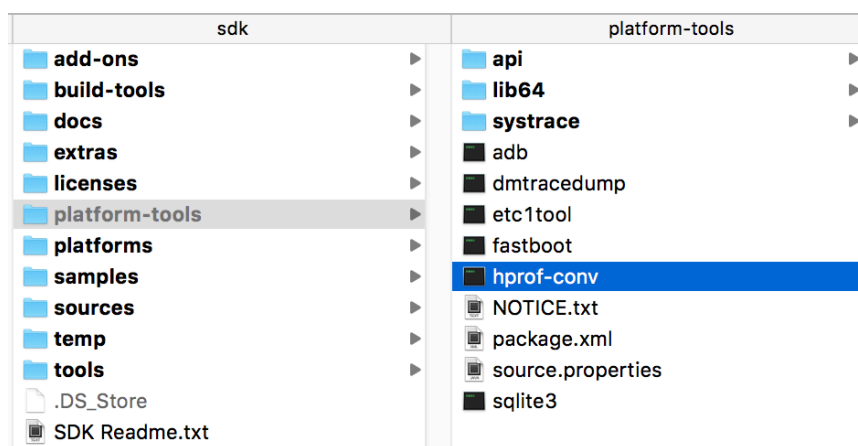 sdk
add-ons
build-tools
docs
extras
licenses
platform-tools
platforms
samples
sources
temp
tools
.DS_Store
SDK Readme.txt
platform-tools
api
lib64
systrace
adb
dmtracedump
etc1tool
fastboot
hprof-conv
NOTICE.txt
package.xml
source.properties
sqlite3